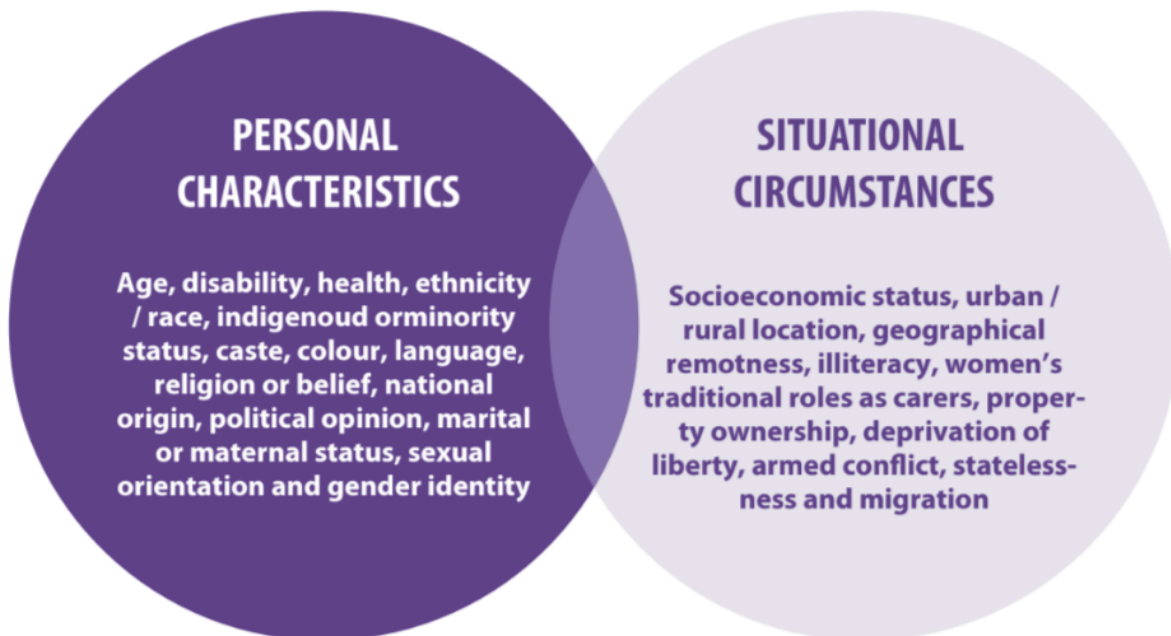 PERSONAL
CHARACTERISTICS
Age, disability, health, ethnicity
/ race, indigenoud orminority
status, caste, colour, language,
religion or belief, national
origin, political opinion, marital
or maternal status, sexual
orientation and gender identity
SITUATIONAL
CIRCUMSTANCES
Socioeconomic status, urban /
rural location, geographical
remotness, illiteracy, women’s
traditional roles as carers, proper-
ty ownership, deprivation of
liberty, armed conflict, stateless-
ness and migration